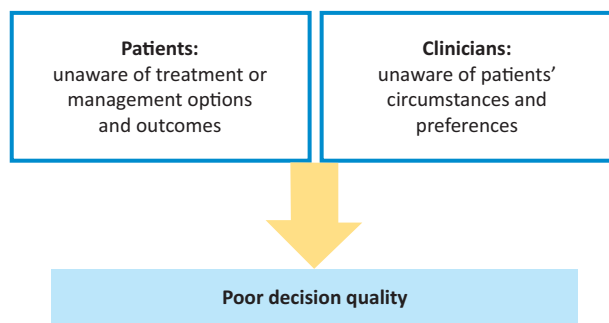 Patients:
unaware of treatment or
management options
and outcomes
Clinicians:
unaware of patients’
circumstances and
preferences
Poor decision quality